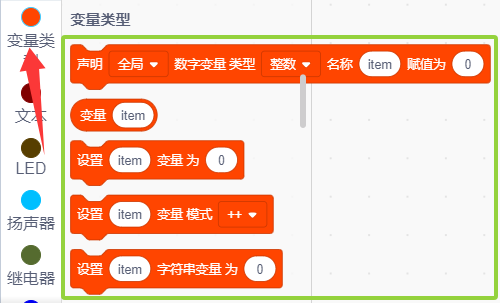 变量类型
变量类型
文本
LED
扬声器
继电器
声明 全局 数字变量 类型 整数 名称 item 赋值为 0
变量 item
设置 item 变量 为 0
设置 item 变量 模式 ++
设置 item 字符串变量 为 0